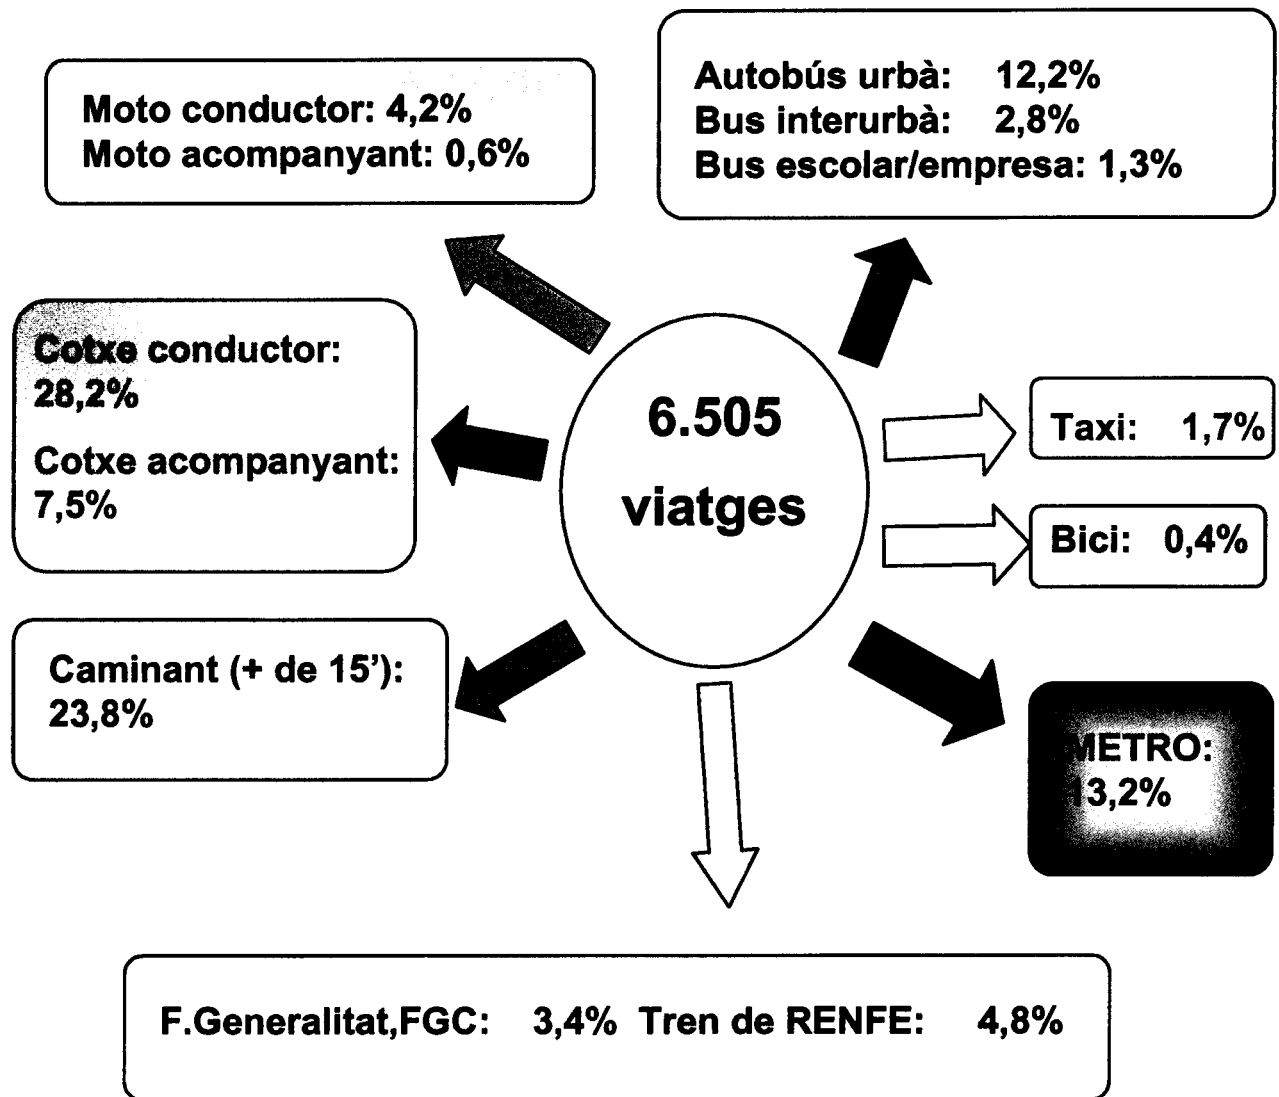 Moto conductor: 4,2%
Moto acompanyant: 0,6%
Autobús urbà: 12,2%
Bus interurbà: 2,8%
Bus escolar/empresa: 1,3%
Cotxe conductor:
28,2%
Cotxe acompanyant:
7,5%
6.505
viatges
Taxi: 1,7%
Bici: 0,4%
Caminant (+ de 15'):
23,8%
METRO:
13,2%
F.Generalitat,FGC: 3,4% Tren de RENFE: 4,8%